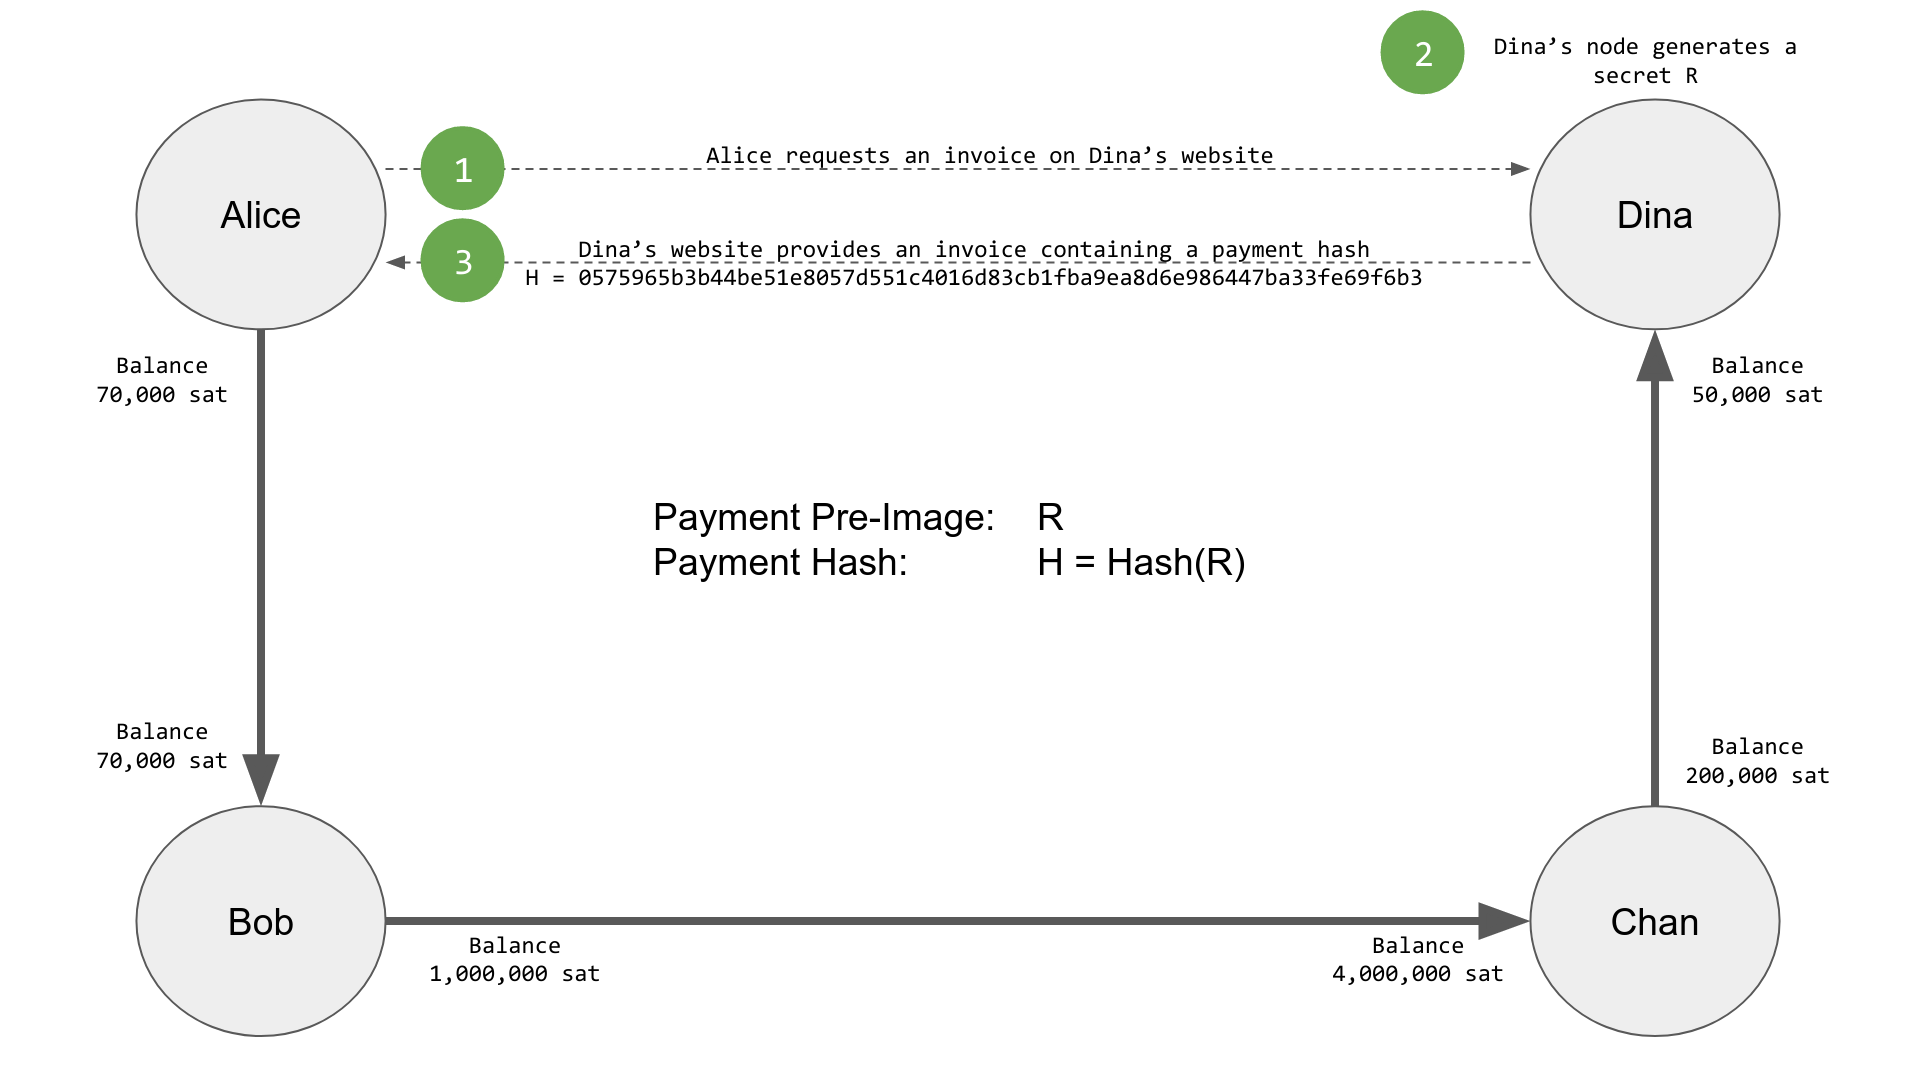 2
Dina’s node generates a
secret R
1
Alice requests an invoice on Dina’s website
Alice
Dina
3
Dina’s website provides an invoice containing a payment hash
H = 0575965b3b44be51e8057d551c4016d83cb1fba9ea8d6e986447ba33fe69f6b3
Balance
70,000 sat
Balance
50,000 sat
Payment Pre-Image: R
Payment Hash: H = Hash(R)
Balance
70,000 sat
Balance
200,000 sat
Bob
Chan
Balance
1,000,000 sat
Balance
4,000,000 sat